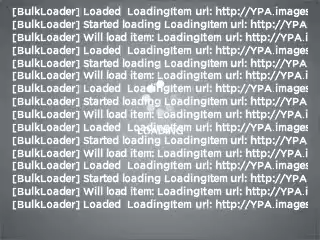 [BulkLoader] Loaded  LoadingItem url: http://YPA.images
[BulkLoader] Started loading LoadingItem url: http://YPA
[BulkLoader] Will load item: LoadingItem url: http://YPA.i
[BulkLoader] Loaded  LoadingItem url: http://YPA.images
[BulkLoader] Started loading LoadingItem url: http://YPA
[BulkLoader] Will load item: LoadingItem url: http://YPA.i
[BulkLoader] Loaded  LoadingItem url: http://YPA.images
[BulkLoader] Started loading LoadingItem url: http://YPA
[BulkLoader] Will load item: LoadingItem url: http://YPA.i
[BulkLoader] Loaded  LoadingItem url: http://YPA.images
LOADING
[BulkLoader] Started loading LoadingItem url: http://YPA
[BulkLoader] Will load item: LoadingItem url: http://YPA.i
[BulkLoader] Loaded  LoadingItem url: http://YPA.images
[BulkLoader] Started loading LoadingItem url: http://YPA
[BulkLoader] Will load item: LoadingItem url: http://YPA.i
[BulkLoader] Loaded  LoadingItem url: http://YPA.images